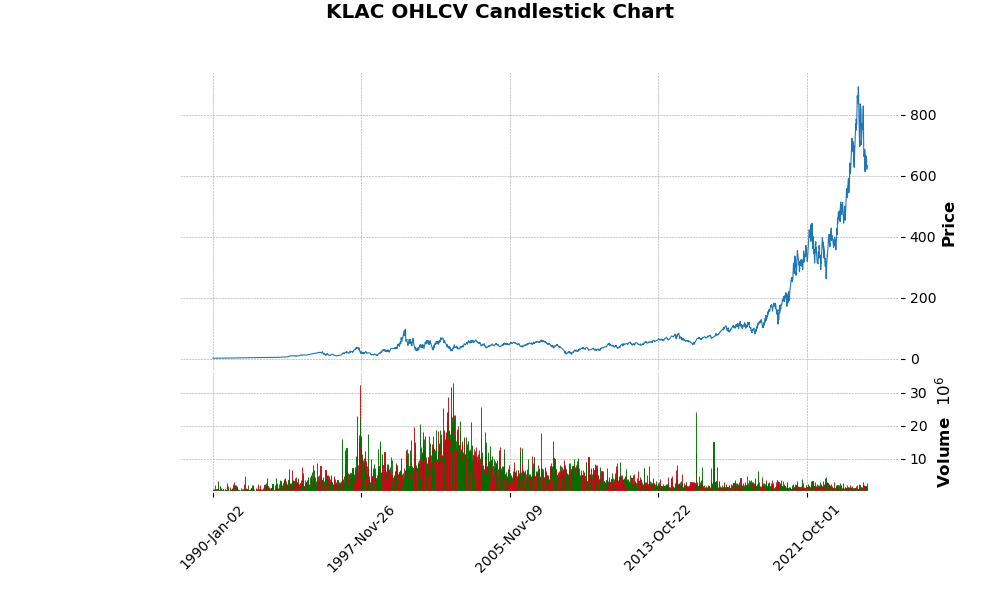 KLAC OHLCV Candlestick Chart
800
600
400
200
0
Price
30
20
10
Volume 10^6
1990-Jan-02
1997-Nov-26
2005-Nov-09
2013-Oct-22
2021-Oct-01